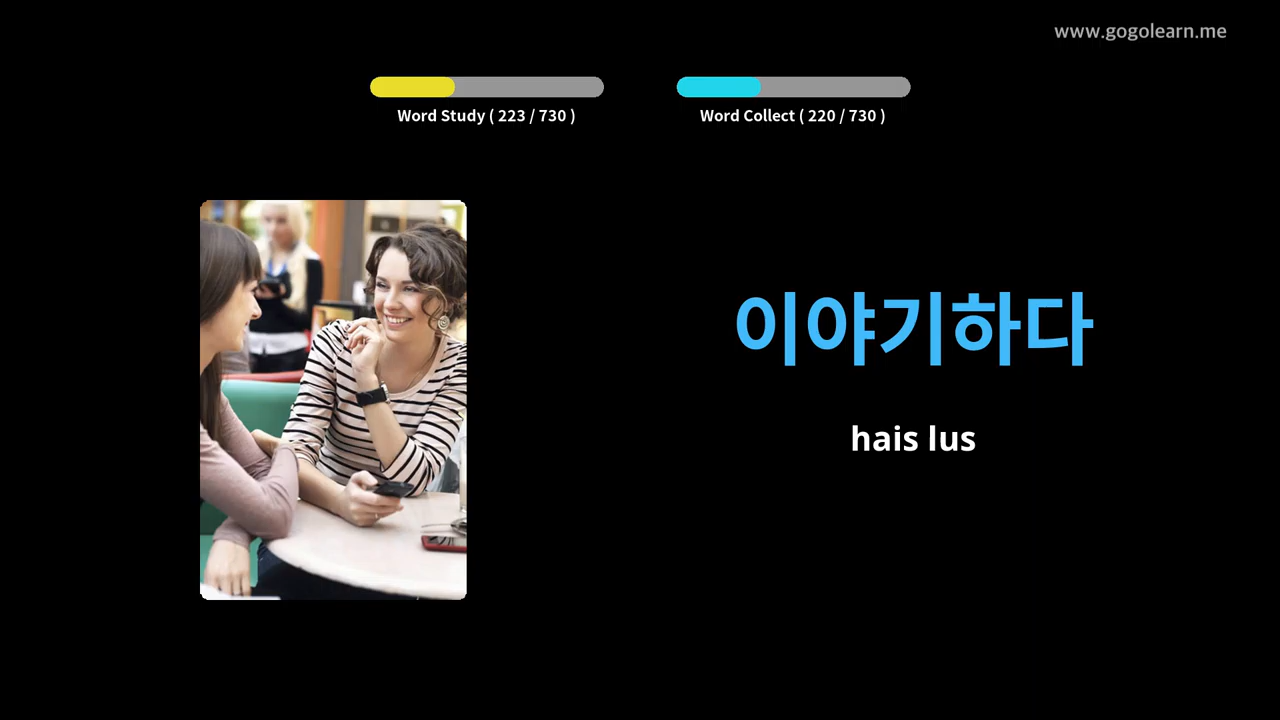 www.gogolearn.me
Word Study ( 223 / 730 )
Word Collect ( 220 / 730 )
이야기하다
hais lus